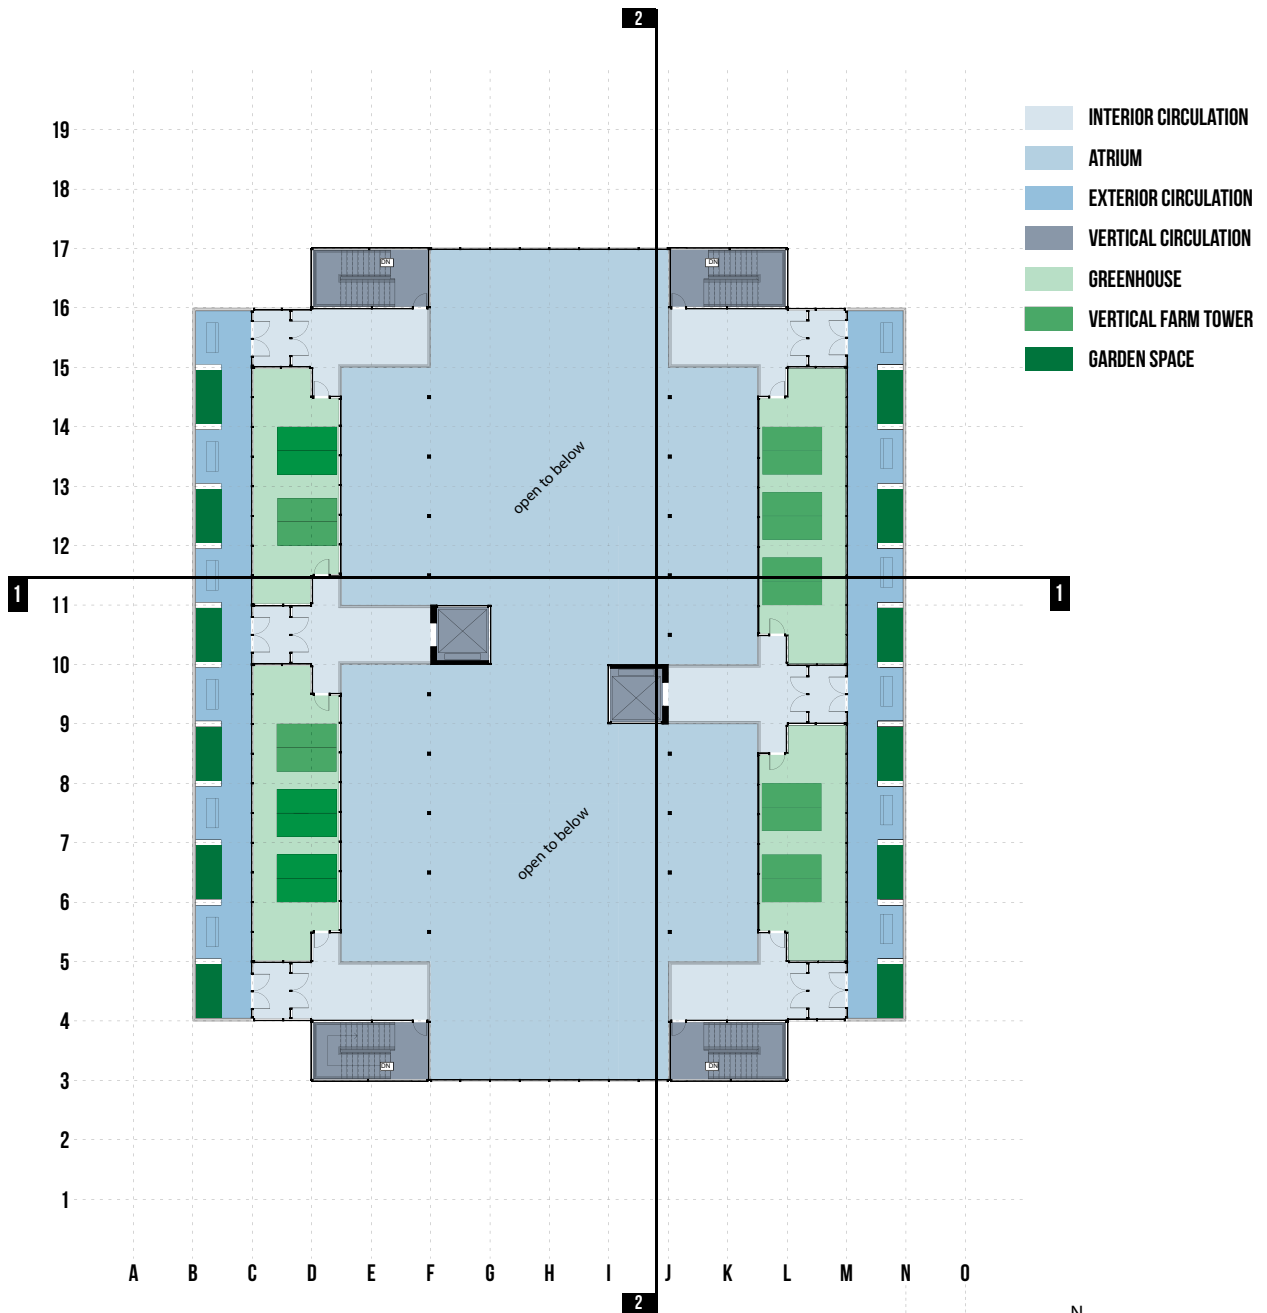 2
INTERIOR CIRCULATION
ATRIUM
EXTERIOR CIRCULATION
VERTICAL CIRCULATION
GREENHOUSE
VERTICAL FARM TOWER
GARDEN SPACE
19
18
17
DN
DN
16
15
14
open to below
13
12
1
1
11
10
9
8
open to below
7
6
5
4
DN
DN
3
2
1
A B C D E F G H I J K L M N O
2
N